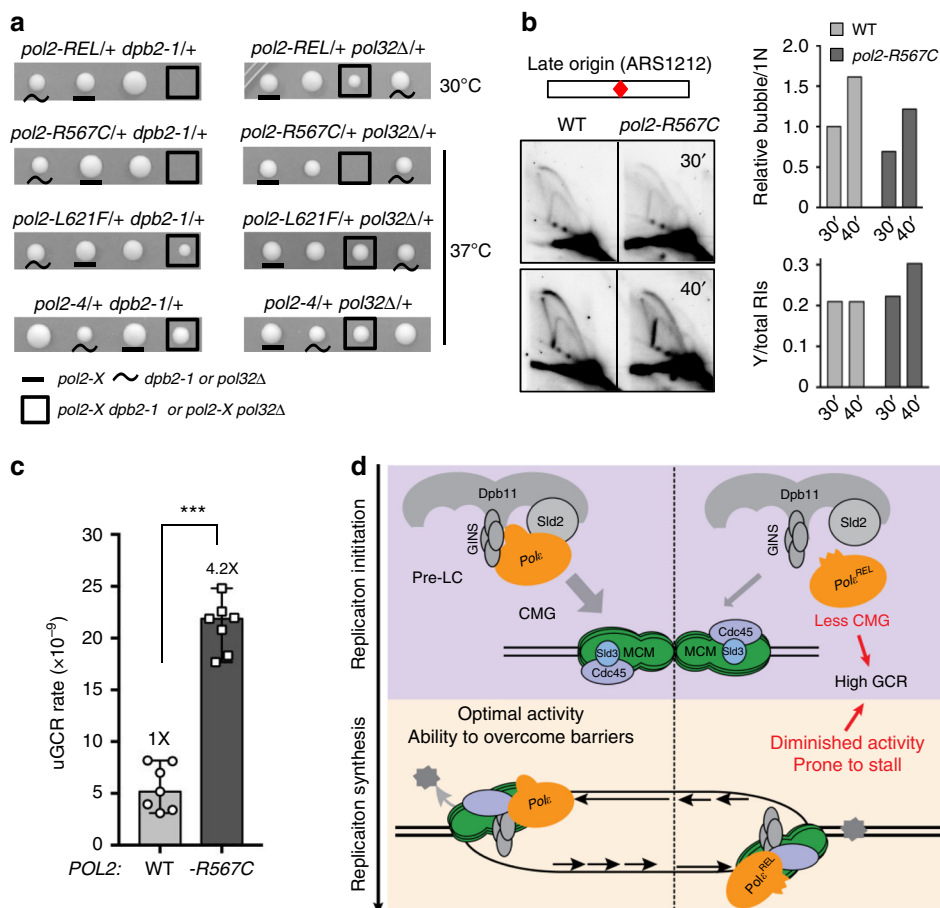 a
pol2-REL/+ dpb2-1/+
pol2-REL/+ pol32Δ/+
30°C
pol2-R567C/+ dpb2-1/+
pol2-R567C/+ pol32Δ/+
pol2-L621F/+ dpb2-1/+
pol2-L621F/+ pol32Δ/+
37°C
pol2-4/+ dpb2-1/+
pol2-4/+ pol32Δ/+
pol2-X
dpb2-1 or pol32Δ
pol2-X dpb2-1 or pol2-X pol32Δ
b
Late origin (ARS1212)
WT
pol2-R567C
30′
40′
WT
pol2-R567C
Relative bubble/1N
2.0
1.5
1.0
0.5
0
30′
40′
30′
40′
Y/total RIs
0.3
0.2
0.1
0
30′
40′
30′
40′
c
***
4.2X
1X
uGCR rate (×10⁻⁹)
30
25
20
15
10
5
0
POL2: WT -R567C
d
Replicaiton initiation
Dpb11
GINS
Sld2
Polε
Pre-LC
CMG
Dpb11
GINS
Sld2
Polε^REL
Less CMG
Sld3
MCM
Cdc45
MCM
Cdc45
Sld3
High GCR
Replicaiton synthesis
Optimal activity
Ability to overcome barriers
Diminished activity
Prone to stall
Polε
Polε^REL